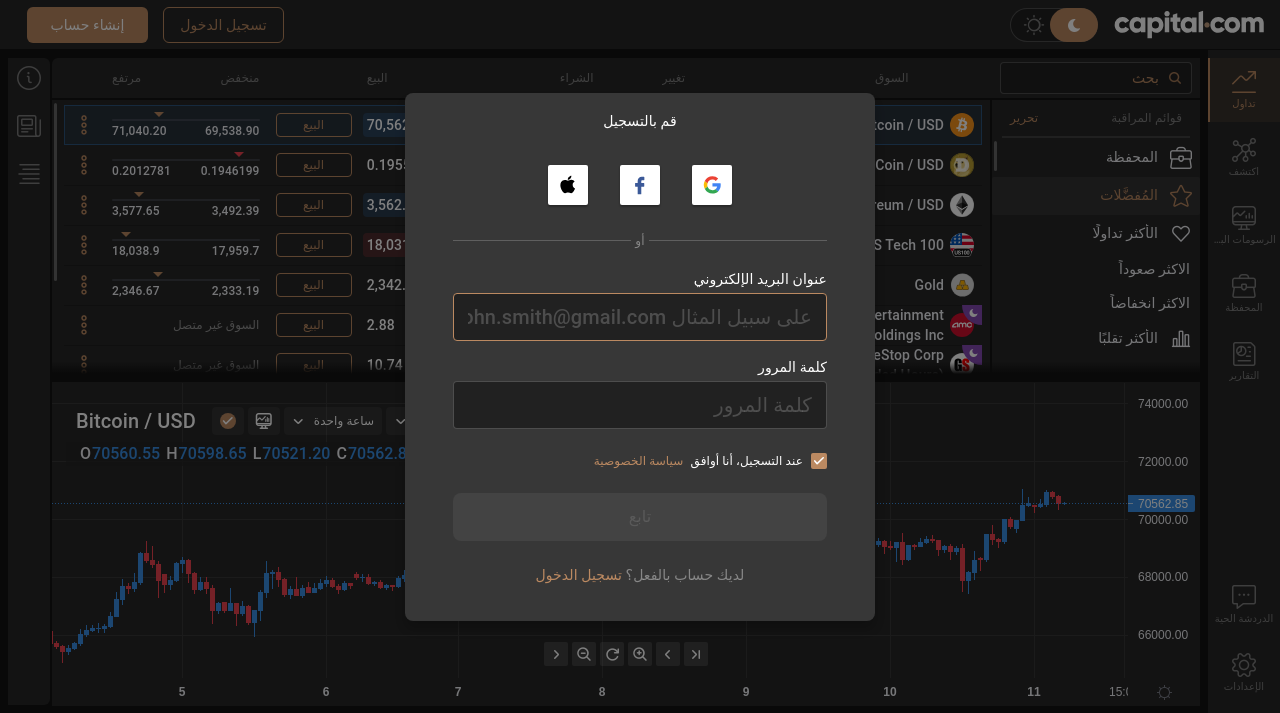 capital.com
تسجيل الدخول
إنشاء حساب
تداول
اكتشف
الرسومات البـ...
المحفظة
التقارير
الدردشة الحية
الإعدادات
بحث
السوق
تغيير
الشراء
البيع
منخفض
مرتفع
قوائم المراقبة
تحرير
المحفظة
المُفضَّلات
الأكثر تداولًا
الاكثر صعوداً
الاكثر انخفاضاً
الأكثر تقلبًا
tcoin / USD
70,562
البيع
69,538.90
71,040.20
Coin / USD
0.1955
البيع
0.1946199
0.2012781
eum / USD
3,562.
البيع
3,492.39
3,577.65
S Tech 100
US100
18,031
البيع
17,959.7
18,038.9
Gold
2,342.
البيع
2,333.19
2,346.67
ertainment
oldings Inc
amc
2.88
السوق غير متصل
eStop Corp
10.74
السوق غير متصل
قم بالتسجيل
أو
عنوان البريد الإلكتروني
على سبيل المثال ohn.smith@gmail.com
كلمة المرور
كلمة المرور
عند التسجيل، أنا أوافق سياسة الخصوصية
تابع
لديك حساب بالفعل؟ تسجيل الدخول
Bitcoin / USD
ساعة واحدة
O70560.55 H70598.65 L70521.20 C70562.8
74000.00
72000.00
70562.85
70000.00
68000.00
66000.00
5 6 7 8 9 10 11 15:0